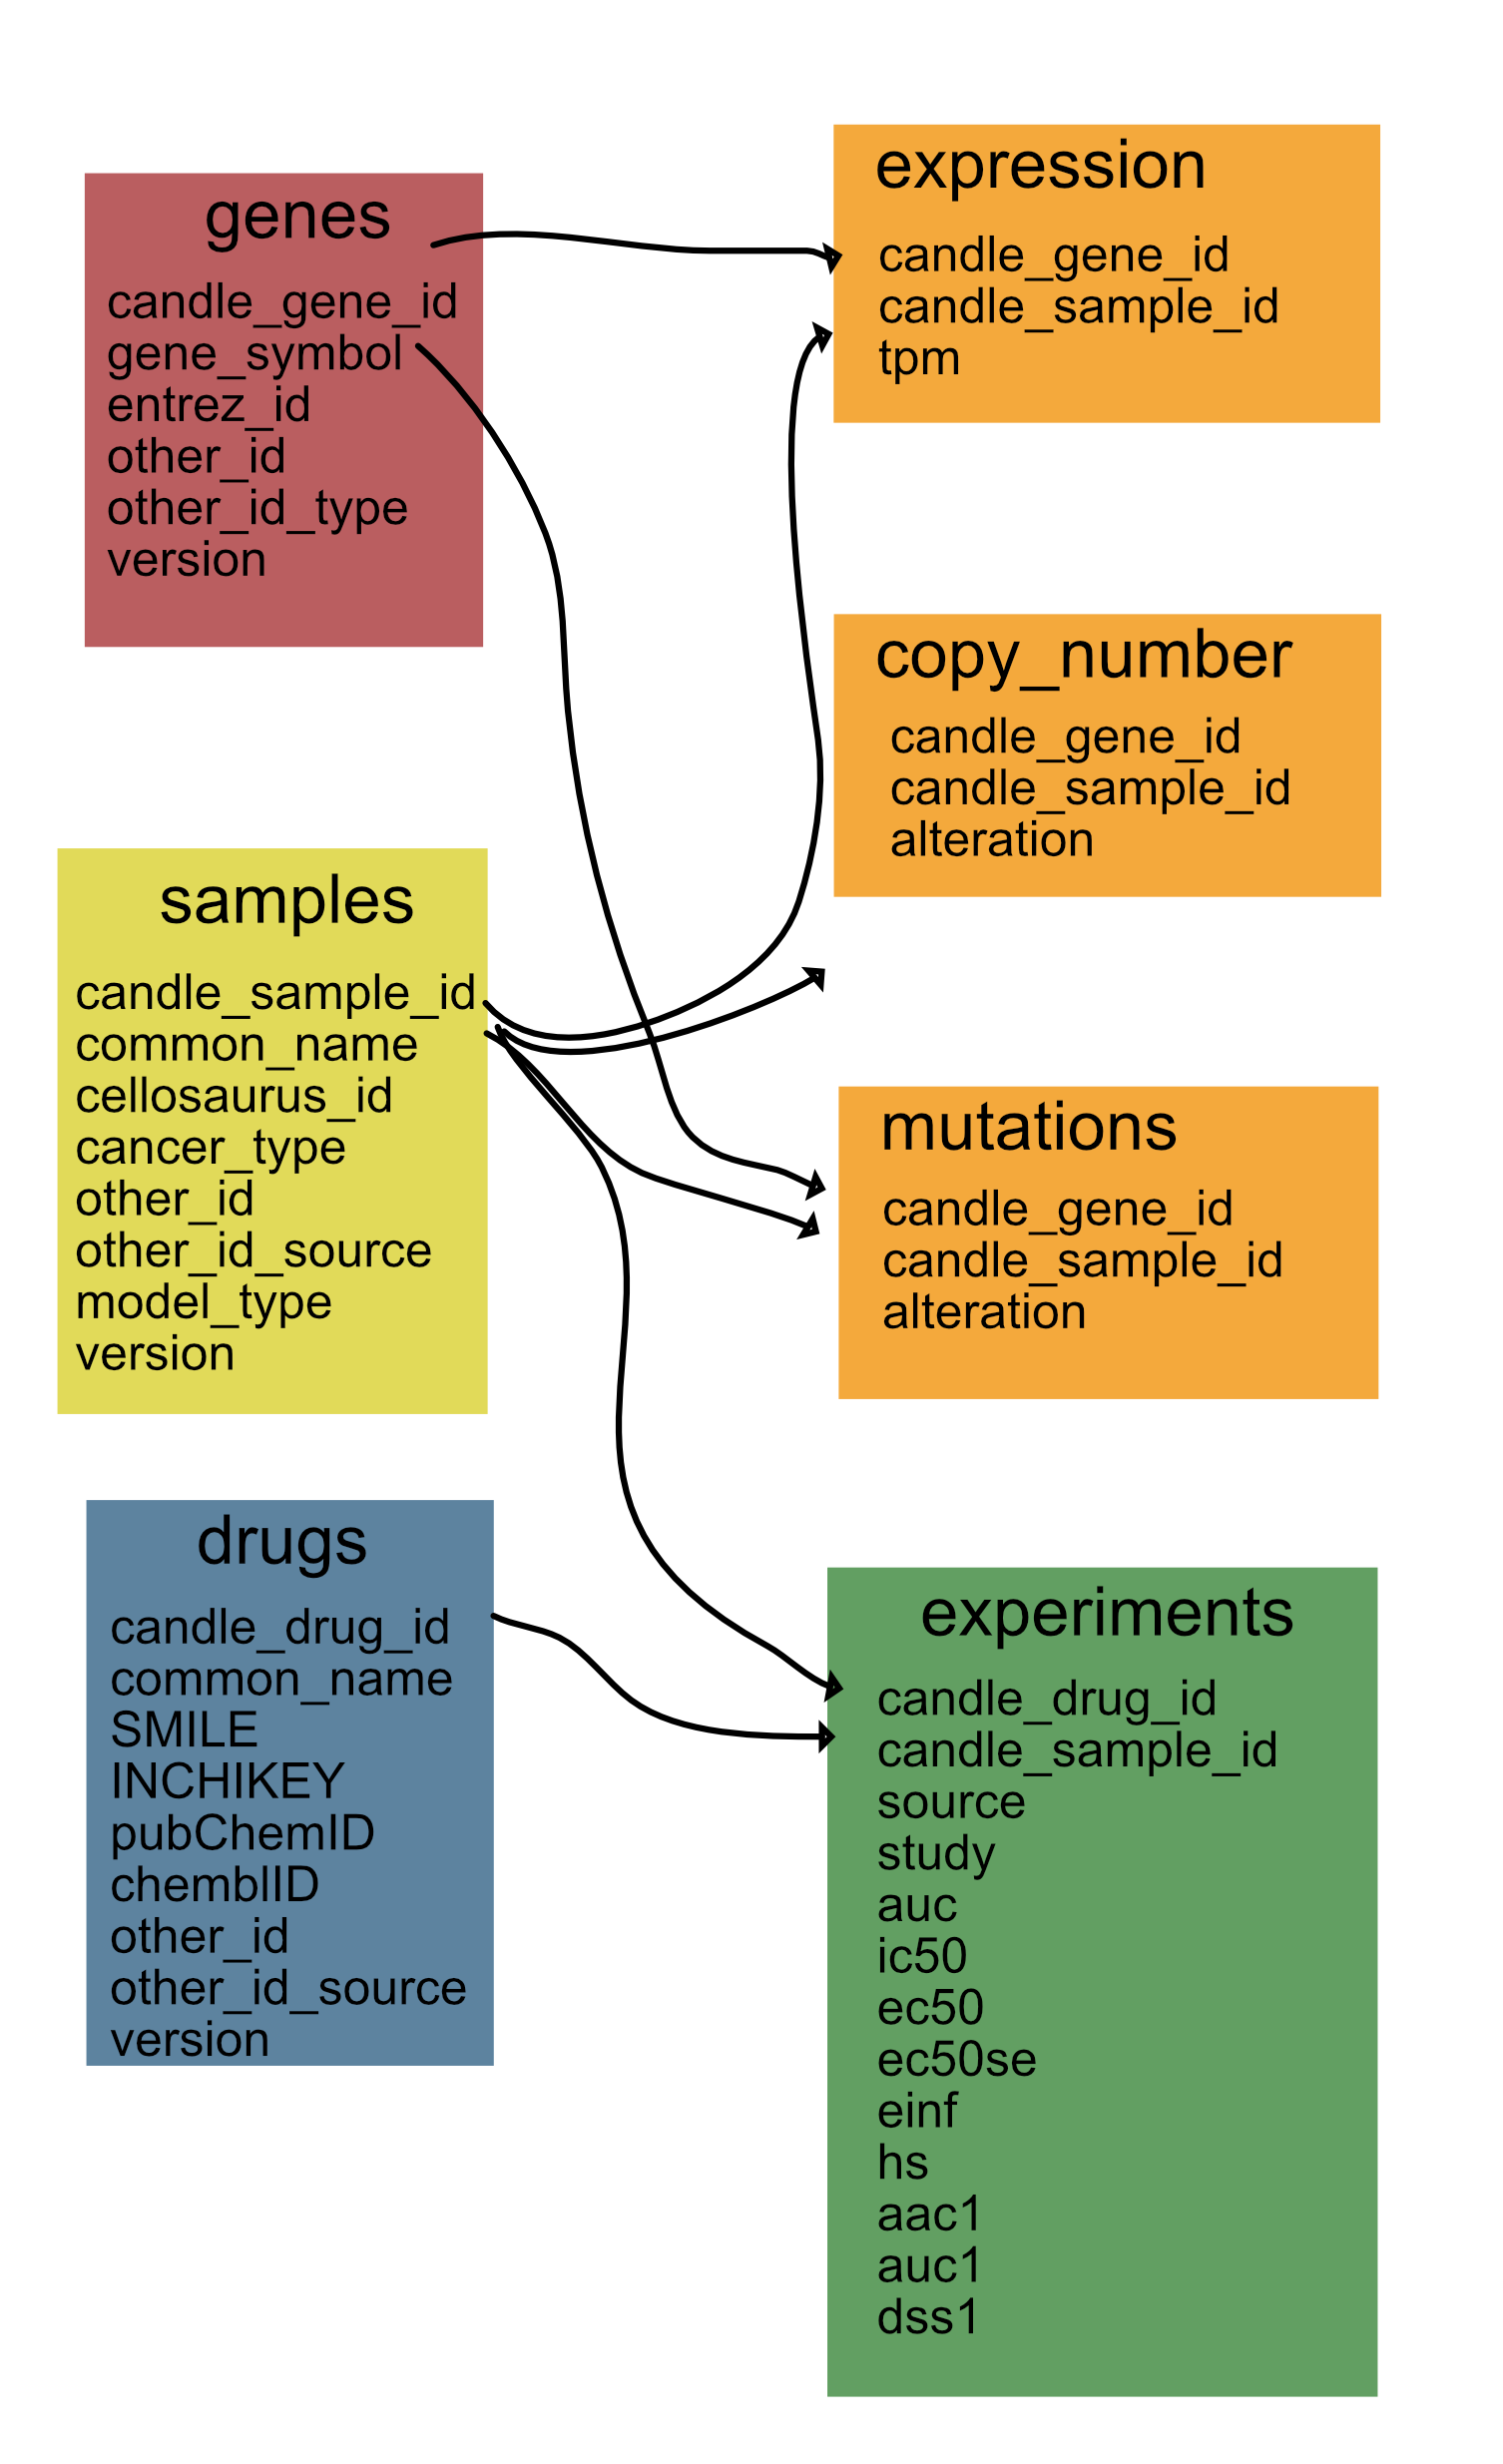 genes
candle_gene_id
gene_symbol
entrez_id
other_id
other_id_type
version
samples
candle_sample_id
common_name
cellosaurus_id
cancer_type
other_id
other_id_source
model_type
version
drugs
candle_drug_id
common_name
SMILE
INCHIKEY
pubChemID
chemblID
other_id
other_id_source
version
expression
candle_gene_id
candle_sample_id
tpm
copy_number
candle_gene_id
candle_sample_id
alteration
mutations
candle_gene_id
candle_sample_id
alteration
experiments
candle_drug_id
candle_sample_id
source
study
auc
ic50
ec50
ec50se
einf
hs
aac1
auc1
dss1